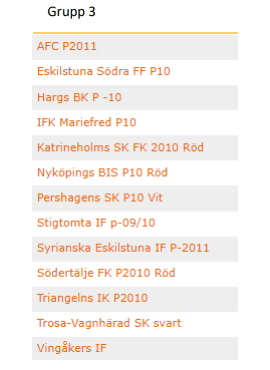 Grupp 3
AFC P2011
Eskilstuna Södra FF P10
Hargs BK P -10
IFK Mariefred P10
Katrineholms SK FK 2010 Röd
Nyköpings BIS P10 Röd
Pershagens SK P10 Vit
Stigtomta IF p-09/10
Syrianska Eskilstuna IF P-2011
Södertälje FK P2010 Röd
Triangelns IK P2010
Trosa-Vagnhärad SK svart
Vingåkers IF